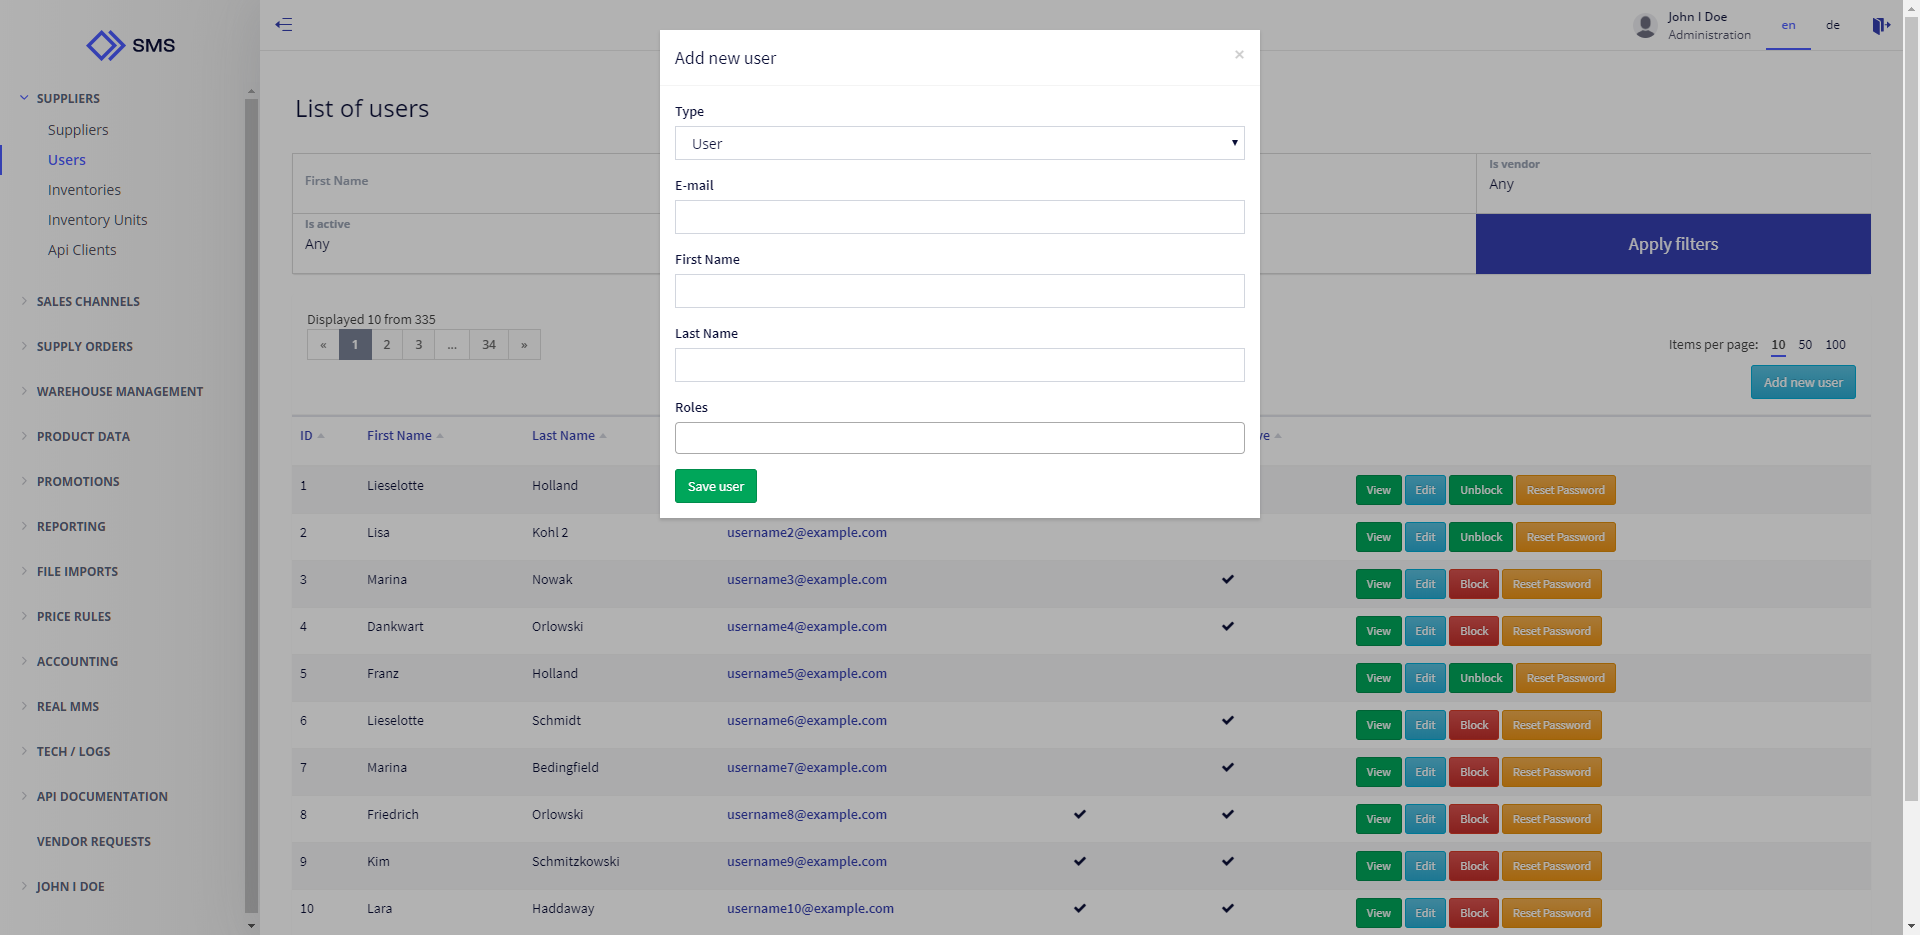 SMS
SUPPLIERS
Suppliers
Users
Inventories
Inventory Units
Api Clients
SALES CHANNELS
SUPPLY ORDERS
WAREHOUSE MANAGEMENT
PRODUCT DATA
PROMOTIONS
REPORTING
FILE IMPORTS
PRICE RULES
ACCOUNTING
REAL MMS
TECH / LOGS
API DOCUMENTATION
VENDOR REQUESTS
JOHN I DOE
John I Doe
Administration
en de
List of users
First Name
Is vendor
Any
Is active
Any
Apply filters
Displayed 10 from 335
« 1 2 3 ... 34 »
Items per page: 10 50 100
Add new user
Add new user ×
Type
User
E-mail
First Name
Last Name
Roles
Save user
ID First Name Last Name ve
1 Lieselotte Holland View Edit Unblock Reset Password
2 Lisa Kohl 2 username2@example.com View Edit Unblock Reset Password
3 Marina Nowak username3@example.com View Edit Block Reset Password
4 Dankwart Orlowski username4@example.com View Edit Block Reset Password
5 Franz Holland username5@example.com View Edit Unblock Reset Password
6 Lieselotte Schmidt username6@example.com View Edit Block Reset Password
7 Marina Bedingfield username7@example.com View Edit Block Reset Password
8 Friedrich Orlowski username8@example.com View Edit Block Reset Password
9 Kim Schmitzkowski username9@example.com View Edit Block Reset Password
10 Lara Haddaway username10@example.com View Edit Block Reset Password